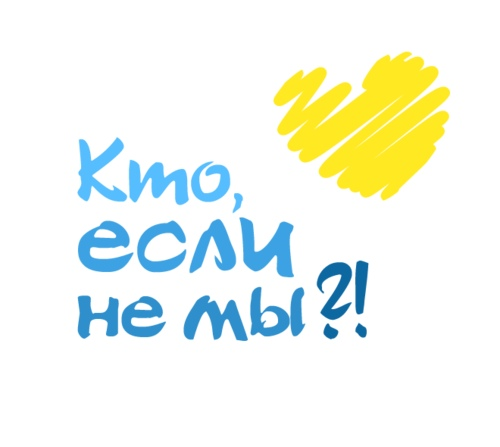 Кто,
если
не мы?!